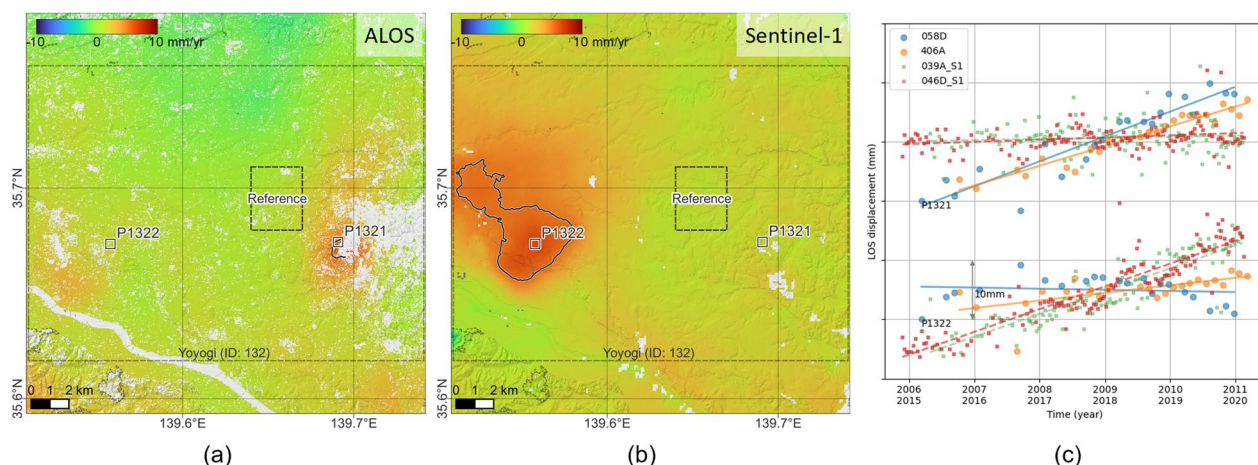 ALOS
-10 0 10 mm/yr
35.7°N
35.6°N
P1322
Reference
P1321
Yoyogi (ID: 132)
0 1 2 km
139.6°E 139.7°E
(a)
Sentinel-1
-10 0 10 mm/yr
35.7°N
35.6°N
P1322
Reference
P1321
Yoyogi (ID: 132)
0 1 2 km
139.6°E 139.7°E
(b)
058D
406A
039A_S1
046D_S1
LOS displacement (mm)
P1321
10mm
P1322
2006 2007 2008 2009 2010 2011
2015 2016 2017 2018 2019 2020
Time (year)
(c)